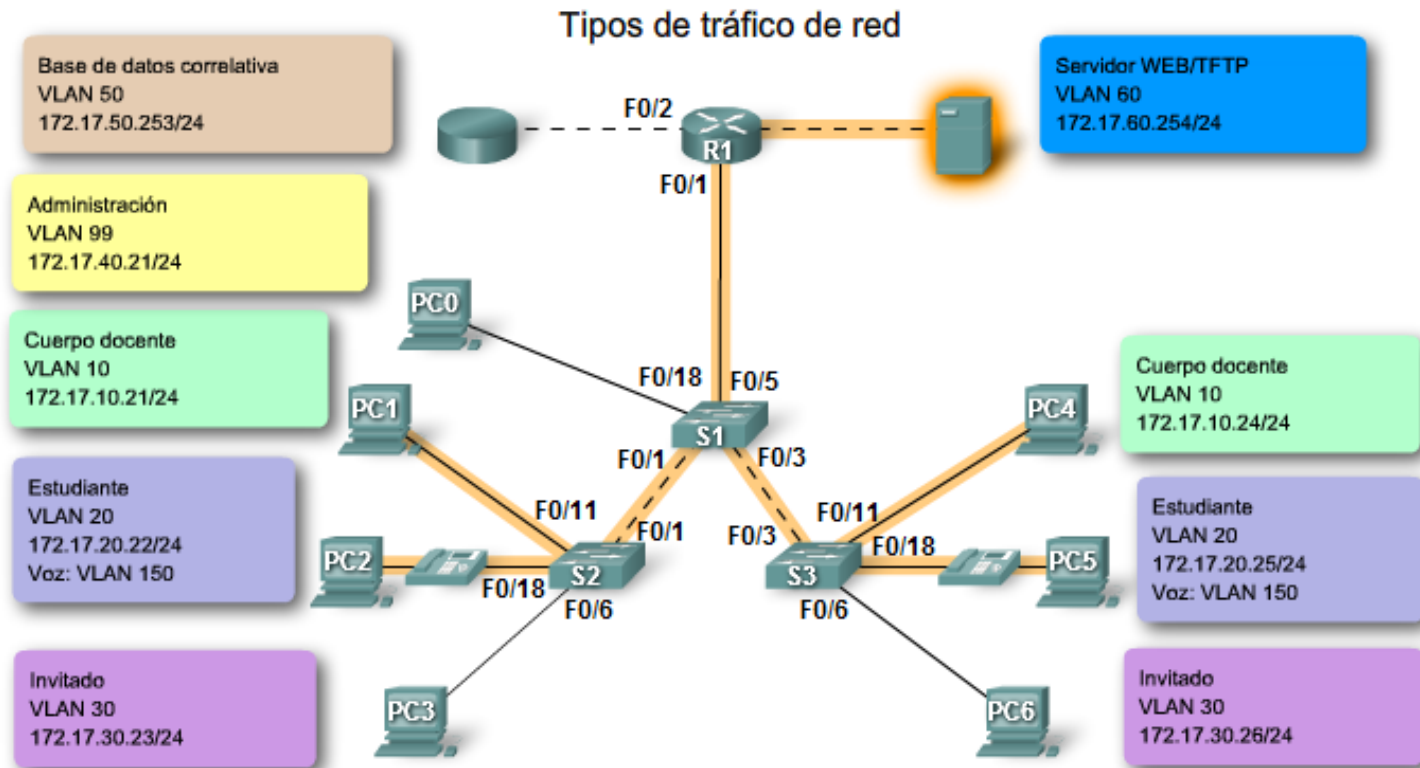 Tipos de tráfico de red
Base de datos correlativa
VLAN 50
172.17.50.253/24
Servidor WEB/TFTP
VLAN 60
172.17.60.254/24
F0/2
R1
F0/1
Administración
VLAN 99
172.17.40.21/24
PC0
Cuerpo docente
VLAN 10
172.17.10.21/24
PC1
F0/18
F0/5
S1
F0/1
F0/3
PC4
Cuerpo docente
VLAN 10
172.17.10.24/24
Estudiante
VLAN 20
172.17.20.22/24
Voz: VLAN 150
PC2
F0/11
F0/1
F0/18
S2
F0/6
F0/3
F0/11
F0/18
S3
F0/6
PC5
Estudiante
VLAN 20
172.17.20.25/24
Voz: VLAN 150
Invitado
VLAN 30
172.17.30.23/24
PC3
PC6
Invitado
VLAN 30
172.17.30.26/24